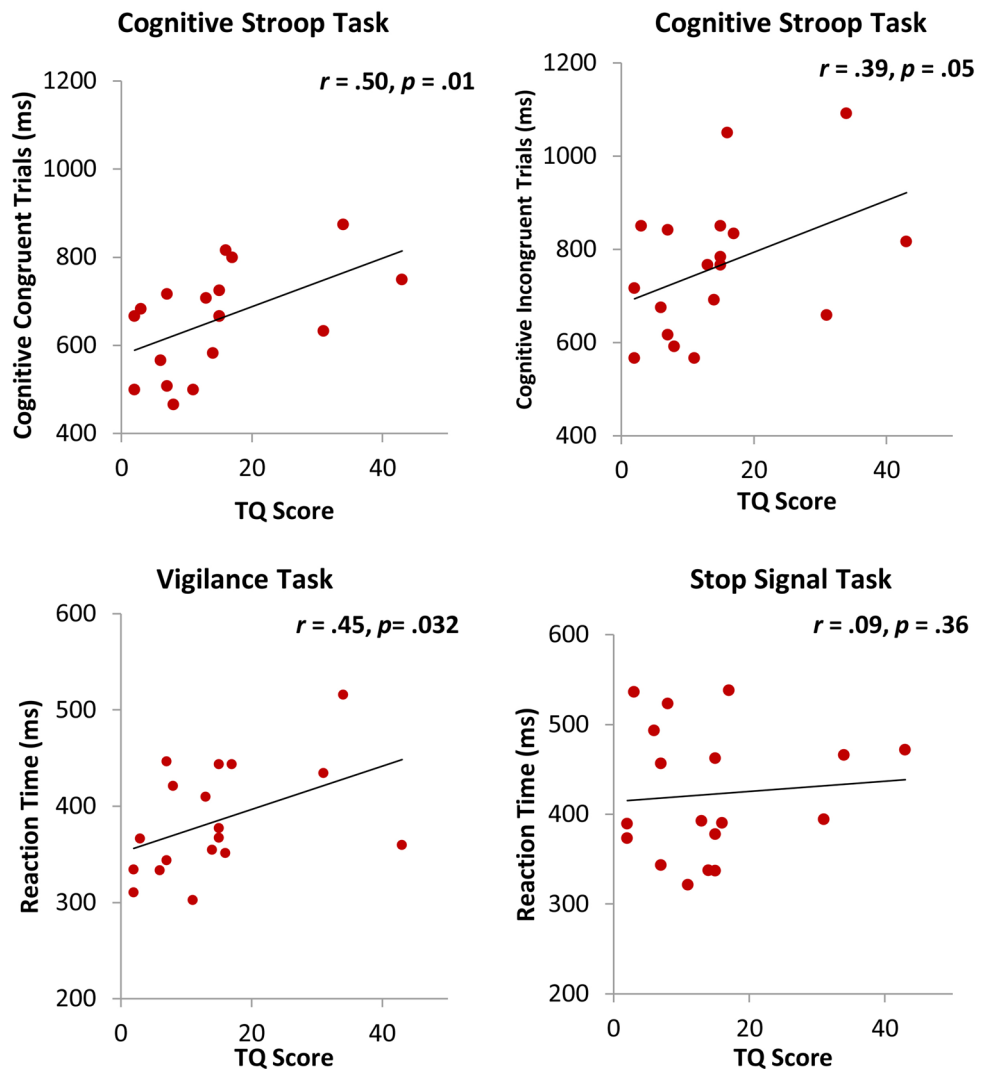 Cognitive Stroop Task
r = .50, p = .01
Cognitive Congruent Trials (ms)
1200
1000
800
600
400
0
20
40
TQ Score
Cognitive Stroop Task
r = .39, p = .05
Cognitive Incongruent Trials (ms)
1200
1000
800
600
400
0
20
40
TQ Score
Vigilance Task
r = .45, p= .032
Reaction Time (ms)
600
500
400
300
200
0
20
40
TQ Score
Stop Signal Task
r = .09, p = .36
Reaction Time (ms)
600
500
400
300
200
0
20
40
TQ Score